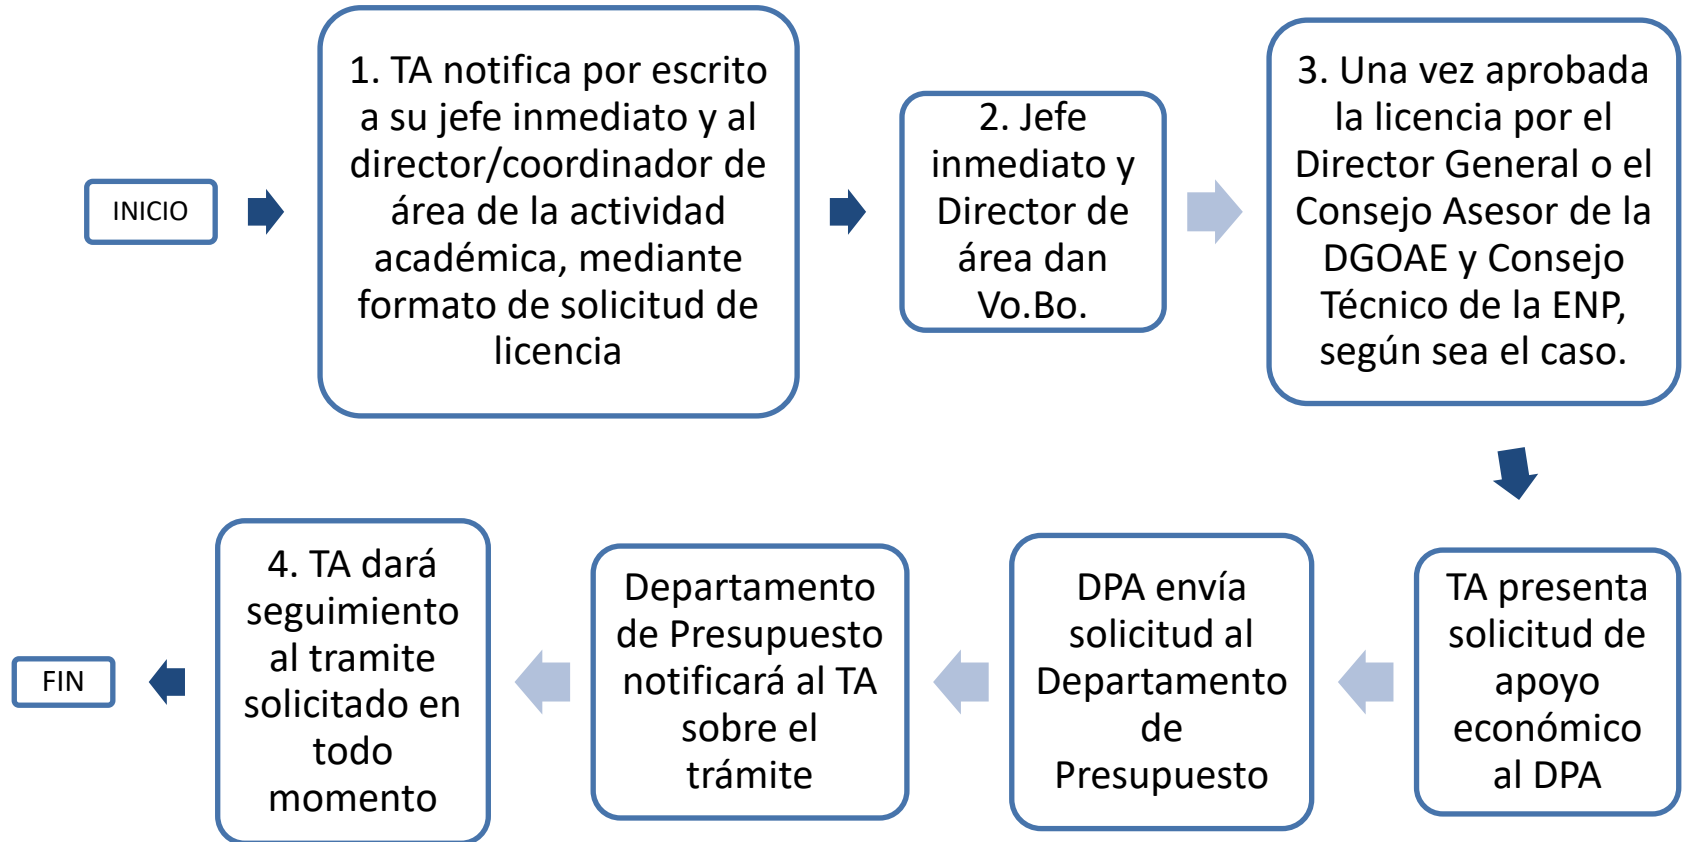 INICIO
1. TA notifica por escrito
a su jefe inmediato y al
director/coordinador de
área de la actividad
académica, mediante
formato de solicitud de
licencia
2. Jefe
inmediato y
Director de
área dan
Vo.Bo.
3. Una vez aprobada
la licencia por el
Director General o el
Consejo Asesor de la
DGOAE y Consejo
Técnico de la ENP,
según sea el caso.
TA presenta
solicitud de
apoyo
económico
al DPA
DPA envía
solicitud al
Departamento
de
Presupuesto
Departamento
de Presupuesto
notificará al TA
sobre el
trámite
4. TA dará
seguimiento
al tramite
solicitado en
todo
momento
FIN